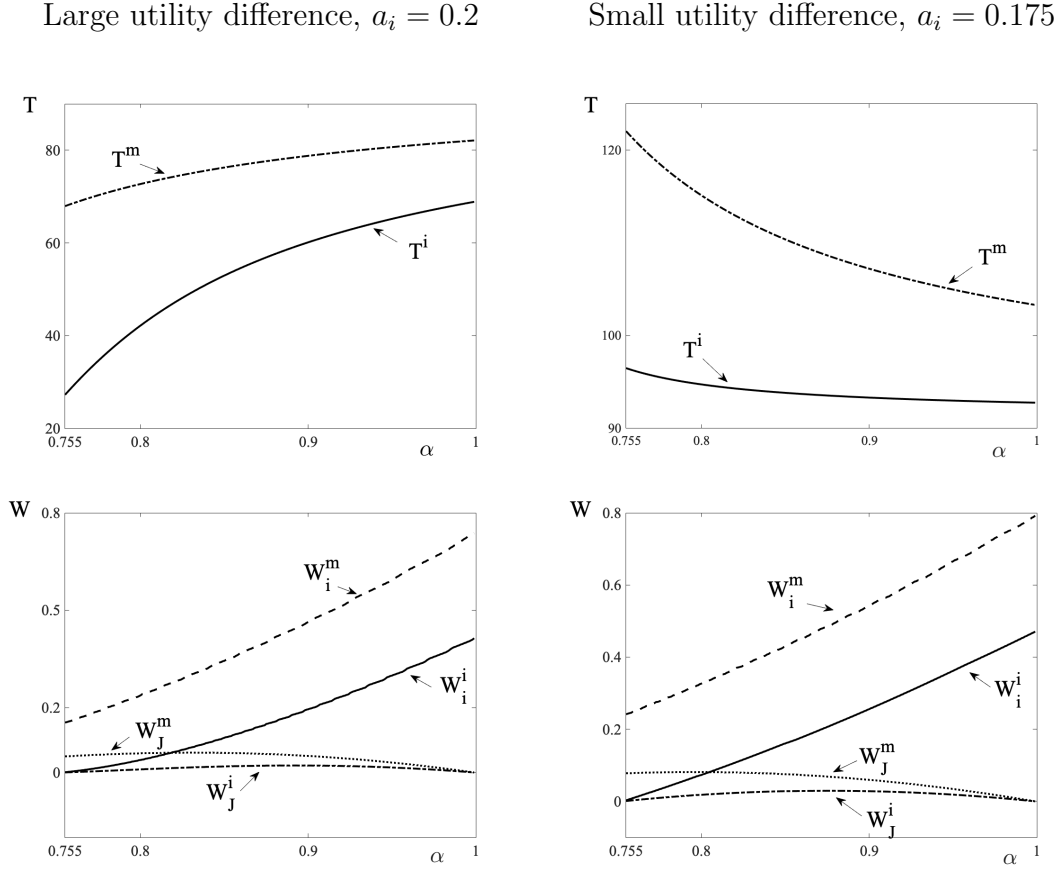 Large utility difference, $a_i = 0.2$
Small utility difference, $a_i = 0.175$
T
80
60
40
20
0.755
0.8
0.9
1
α
T^m
T^i
T
120
100
90
0.755
0.8
0.9
1
α
T^m
T^i
W
0.8
0.5
0.2
0
0.755
0.8
0.9
1
α
W_i^m
W_i^i
W_J^m
W_J^i
W
0.8
0.6
0.4
0.2
0
0.755
0.8
0.9
1
α
W_i^m
W_i^i
W_J^m
W_J^i